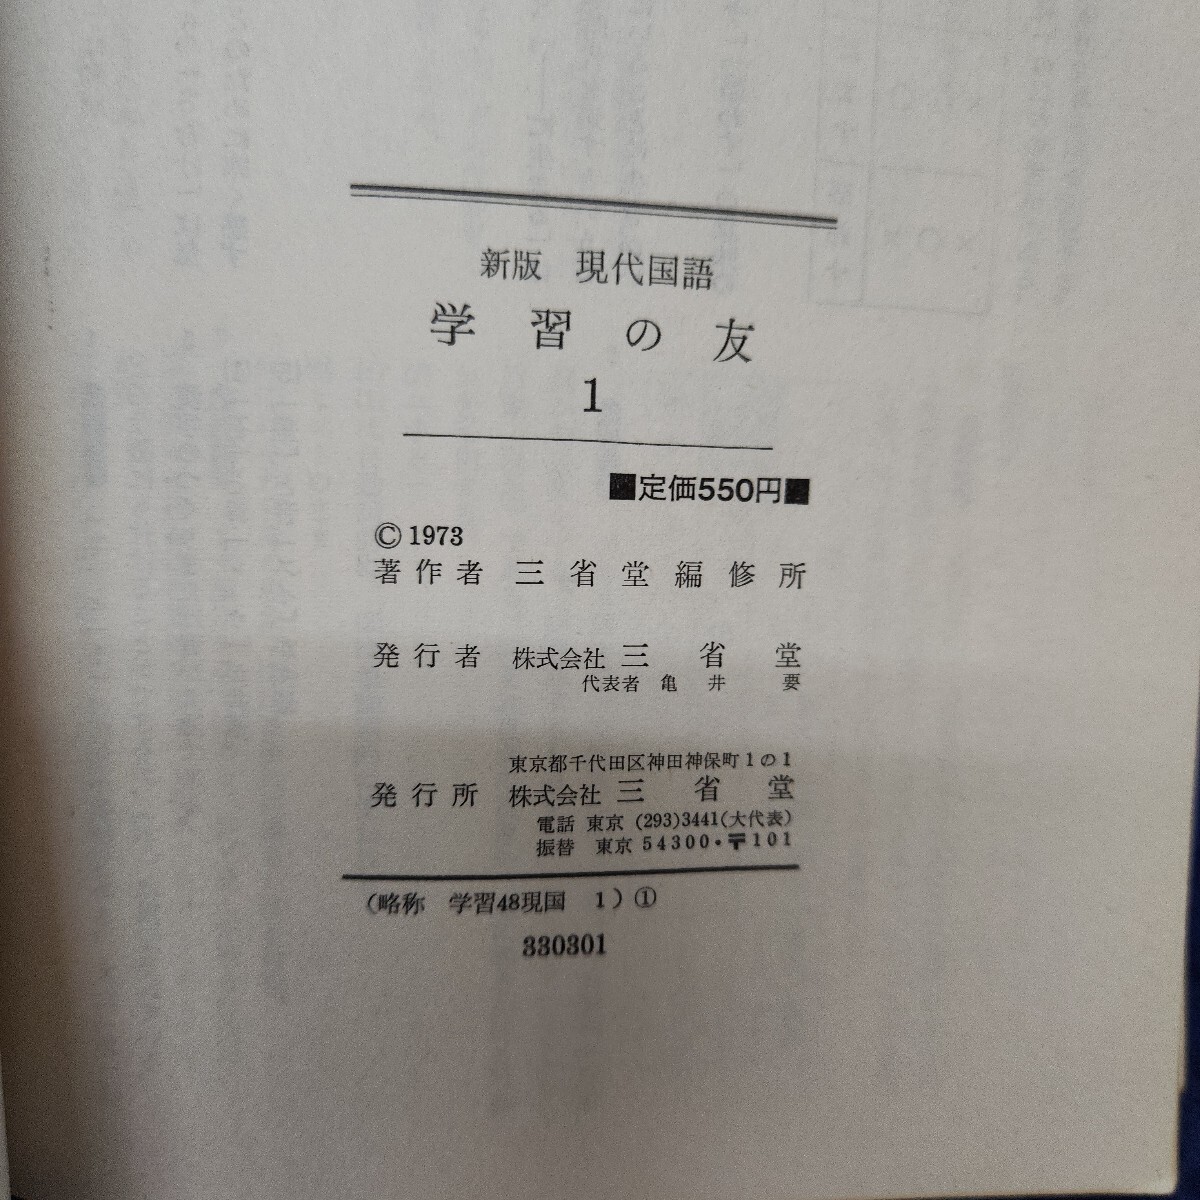 新版 現代国語
学習の友
1
■定価550円■
© 1973
著作者 三省堂編修所
発行者 株式会社 三省堂
代表者 亀井 要
東京都千代田区神田神保町1の1
発行所 株式会社 三省堂
電話 東京 (293)3441(大代表)
振替 東京 54300・〒101
(略称 学習48現国 1) ①
330301